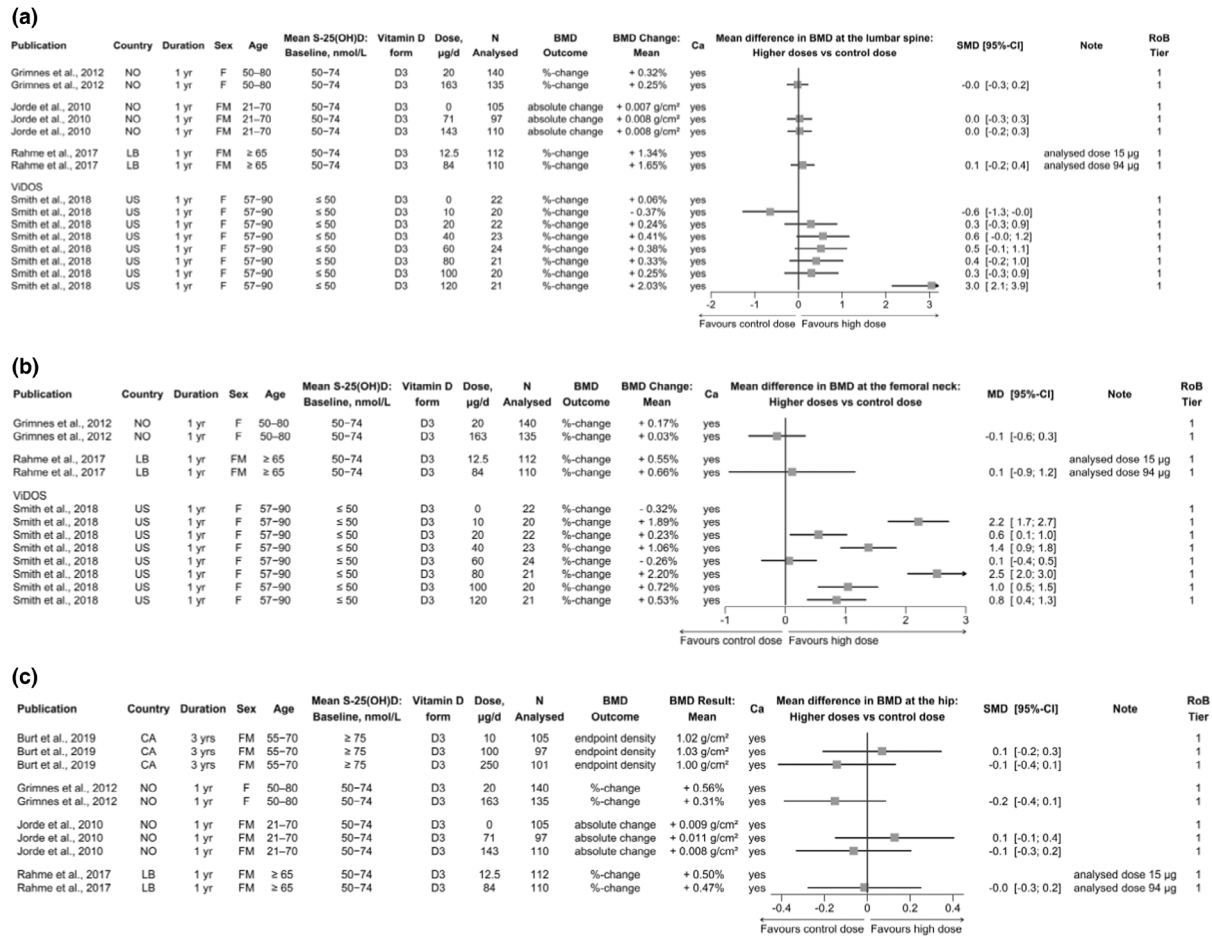 (a)
Publication Country Duration Sex Age Mean S-25(OH)D: Baseline, nmol/L Vitamin D form Dose, µg/d N Analysed BMD Outcome BMD Change: Mean Ca Mean difference in BMD at the lumbar spine: Higher doses vs control dose SMD [95%-CI] Note RoB Tier
Grimnes et al., 2012 NO 1 yr F 50−80 50−74 D3 20 140 %-change + 0.32% yes 1
Grimnes et al., 2012 NO 1 yr F 50−80 50−74 D3 163 135 %-change + 0.25% yes -0.0 [-0.3; 0.2] 1
Jorde et al., 2010 NO 1 yr FM 21−70 50−74 D3 0 105 absolute change + 0.007 g/cm² yes 1
Jorde et al., 2010 NO 1 yr FM 21−70 50−74 D3 71 97 absolute change + 0.008 g/cm² yes 0.0 [-0.3; 0.3] 1
Jorde et al., 2010 NO 1 yr FM 21−70 50−74 D3 143 110 absolute change + 0.008 g/cm² yes 0.0 [-0.2; 0.3] 1
Rahme et al., 2017 LB 1 yr FM ≥ 65 50−74 D3 12.5 112 %-change + 1.34% yes analysed dose 15 µg 1
Rahme et al., 2017 LB 1 yr FM ≥ 65 50−74 D3 84 110 %-change + 1.65% yes 0.1 [-0.2; 0.4] analysed dose 94 µg 1
ViDOS
Smith et al., 2018 US 1 yr F 57−90 ≤ 50 D3 0 22 %-change + 0.06% yes 1
Smith et al., 2018 US 1 yr F 57−90 ≤ 50 D3 10 20 %-change - 0.37% yes -0.6 [-1.3; -0.0] 1
Smith et al., 2018 US 1 yr F 57−90 ≤ 50 D3 20 22 %-change + 0.24% yes 0.3 [-0.3; 0.9] 1
Smith et al., 2018 US 1 yr F 57−90 ≤ 50 D3 40 23 %-change + 0.41% yes 0.6 [-0.0; 1.2] 1
Smith et al., 2018 US 1 yr F 57−90 ≤ 50 D3 60 24 %-change + 0.38% yes 0.5 [-0.1; 1.1] 1
Smith et al., 2018 US 1 yr F 57−90 ≤ 50 D3 80 21 %-change + 0.33% yes 0.4 [-0.2; 1.0] 1
Smith et al., 2018 US 1 yr F 57−90 ≤ 50 D3 100 20 %-change + 0.25% yes 0.3 [-0.3; 0.9] 1
Smith et al., 2018 US 1 yr F 57−90 ≤ 50 D3 120 21 %-change + 2.03% yes 3.0 [ 2.1; 3.9] 1
-2 -1 0 1 2 3
Favours control dose Favours high dose
(b)
Publication Country Duration Sex Age Mean S-25(OH)D: Baseline, nmol/L Vitamin D form Dose, µg/d N Analysed BMD Outcome BMD Change: Mean Ca Mean difference in BMD at the femoral neck: Higher doses vs control dose MD [95%-CI] Note RoB Tier
Grimnes et al., 2012 NO 1 yr F 50−80 50−74 D3 20 140 %-change + 0.17% yes 1
Grimnes et al., 2012 NO 1 yr F 50−80 50−74 D3 163 135 %-change + 0.03% yes -0.1 [-0.6; 0.3] 1
Rahme et al., 2017 LB 1 yr FM ≥ 65 50−74 D3 12.5 112 %-change + 0.55% yes analysed dose 15 µg 1
Rahme et al., 2017 LB 1 yr FM ≥ 65 50−74 D3 84 110 %-change + 0.66% yes 0.1 [-0.9; 1.2] analysed dose 94 µg 1
ViDOS
Smith et al., 2018 US 1 yr F 57−90 ≤ 50 D3 0 22 %-change - 0.32% yes 1
Smith et al., 2018 US 1 yr F 57−90 ≤ 50 D3 10 20 %-change + 1.89% yes 2.2 [ 1.7; 2.7] 1
Smith et al., 2018 US 1 yr F 57−90 ≤ 50 D3 20 22 %-change + 0.23% yes 0.6 [ 0.1; 1.0] 1
Smith et al., 2018 US 1 yr F 57−90 ≤ 50 D3 40 23 %-change + 1.06% yes 1.4 [ 0.9; 1.8] 1
Smith et al., 2018 US 1 yr F 57−90 ≤ 50 D3 60 24 %-change - 0.26% yes 0.1 [-0.4; 0.5] 1
Smith et al., 2018 US 1 yr F 57−90 ≤ 50 D3 80 21 %-change + 2.20% yes 2.5 [ 2.0; 3.0] 1
Smith et al., 2018 US 1 yr F 57−90 ≤ 50 D3 100 20 %-change + 0.72% yes 1.0 [ 0.5; 1.5] 1
Smith et al., 2018 US 1 yr F 57−90 ≤ 50 D3 120 21 %-change + 0.53% yes 0.8 [ 0.4; 1.3] 1
-1 0 1 2 3
Favours control dose Favours high dose
(c)
Publication Country Duration Sex Age Mean S-25(OH)D: Baseline, nmol/L Vitamin D form Dose, µg/d N Analysed BMD Outcome BMD Result: Mean Ca Mean difference in BMD at the hip: Higher doses vs control dose SMD [95%-CI] Note RoB Tier
Burt et al., 2019 CA 3 yrs FM 55−70 ≥ 75 D3 10 105 endpoint density 1.02 g/cm² yes 1
Burt et al., 2019 CA 3 yrs FM 55−70 ≥ 75 D3 100 97 endpoint density 1.03 g/cm² yes 0.1 [-0.2; 0.3] 1
Burt et al., 2019 CA 3 yrs FM 55−70 ≥ 75 D3 250 101 endpoint density 1.00 g/cm² yes -0.1 [-0.4; 0.1] 1
Grimnes et al., 2012 NO 1 yr F 50−80 50−74 D3 20 140 %-change + 0.56% yes 1
Grimnes et al., 2012 NO 1 yr F 50−80 50−74 D3 163 135 %-change + 0.31% yes -0.2 [-0.4; 0.1] 1
Jorde et al., 2010 NO 1 yr FM 21−70 50−74 D3 0 105 absolute change + 0.009 g/cm² yes 1
Jorde et al., 2010 NO 1 yr FM 21−70 50−74 D3 71 97 absolute change + 0.011 g/cm² yes 0.1 [-0.1; 0.4] 1
Jorde et al., 2010 NO 1 yr FM 21−70 50−74 D3 143 110 absolute change + 0.008 g/cm² yes -0.1 [-0.3; 0.2] 1
Rahme et al., 2017 LB 1 yr FM ≥ 65 50−74 D3 12.5 112 %-change + 0.50% yes analysed dose 15 µg 1
Rahme et al., 2017 LB 1 yr FM ≥ 65 50−74 D3 84 110 %-change + 0.47% yes -0.0 [-0.3; 0.2] analysed dose 94 µg 1
-0.4 -0.2 0 0.2 0.4
Favours control dose Favours high dose